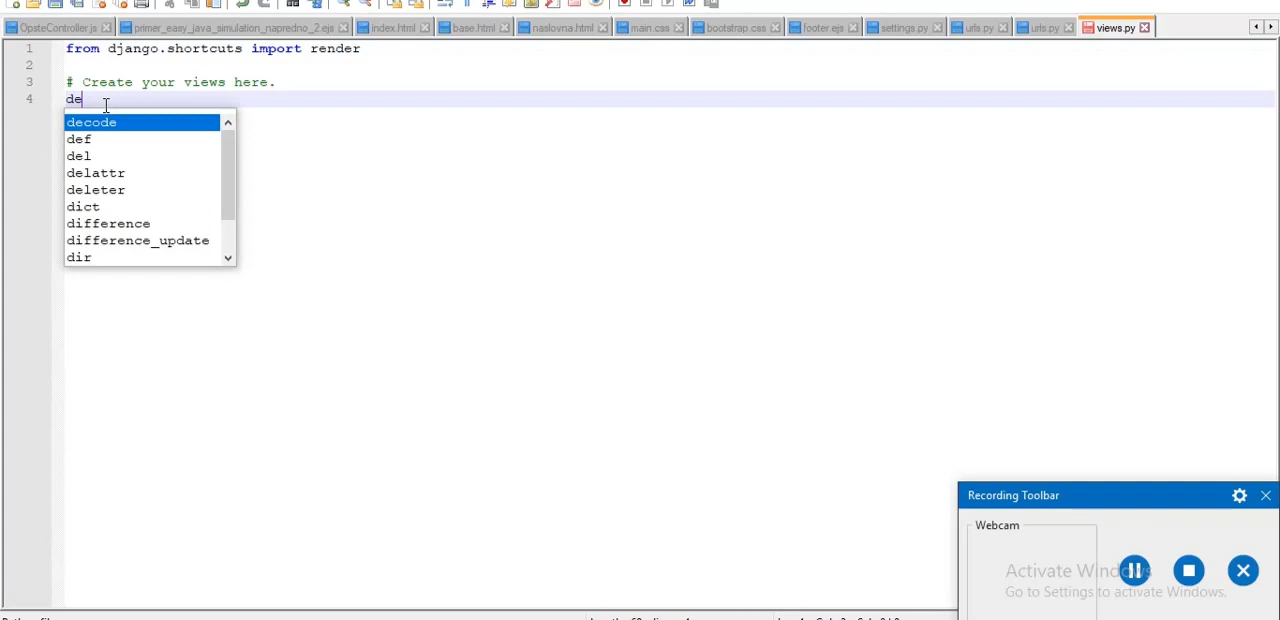 OpsteController.js primer_easy_java_simulation_napredno_2.ejs index.html base.html naslovna.html main.css bootstrap.css footer.ejs settings.py urls.py urls.py views.py
1 from django.shortcuts import render
2
3 # Create your views here.
4 de
decode
def
del
delattr
deleter
dict
difference
difference_update
dir
Recording Toolbar
Webcam
Activate Windows
Go to Settings to activate Windows.